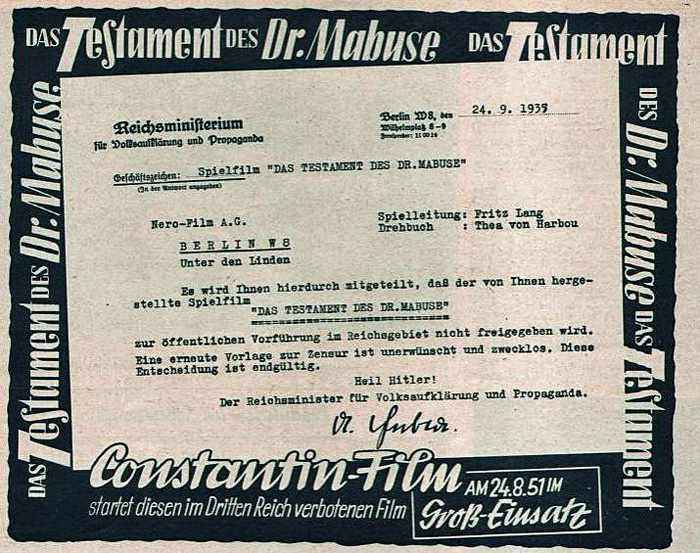 DAS Testament DES Dr. Mabuse DAS Testament
DES Dr. Mabuse DAS Testament
DAS Testament DES Dr. Mabuse
Reichsministerium
für Volksaufklärung und Propaganda
Berlin W8, den 24. 9.
Wilhelmplatz 8-9
Fernsprecher:
Geschäftszeichen: Spielfilm "DAS TESTAMENT DES DR.MABUSE"
(In der Antwort anzugeben)
Nero-Film A.G.
BERLIN W8
Unter den Linden
Spielleitung: Fritz Lang
Drehbuch : Thea von Harbou
Es wird Ihnen hierdurch mitgeteilt, daß der von Ihnen herge-
stellte Spielfilm
"DAS TESTAMENT DES DR.MABUSE"
zur öffentlichen Vorführung im Reichsgebiet nicht freigegeben wird.
Eine erneute Vorlage zur Zensur ist unerwünscht und zwecklos. Diese
Entscheidung ist endgültig.
Heil Hitler!
Der Reichsminister für Volksaufklärung und Propaganda.
Constantin-Film
startet diesen im Dritten Reich verbotenen Film
AM 24.8.51 IM
Groß-Einsatz